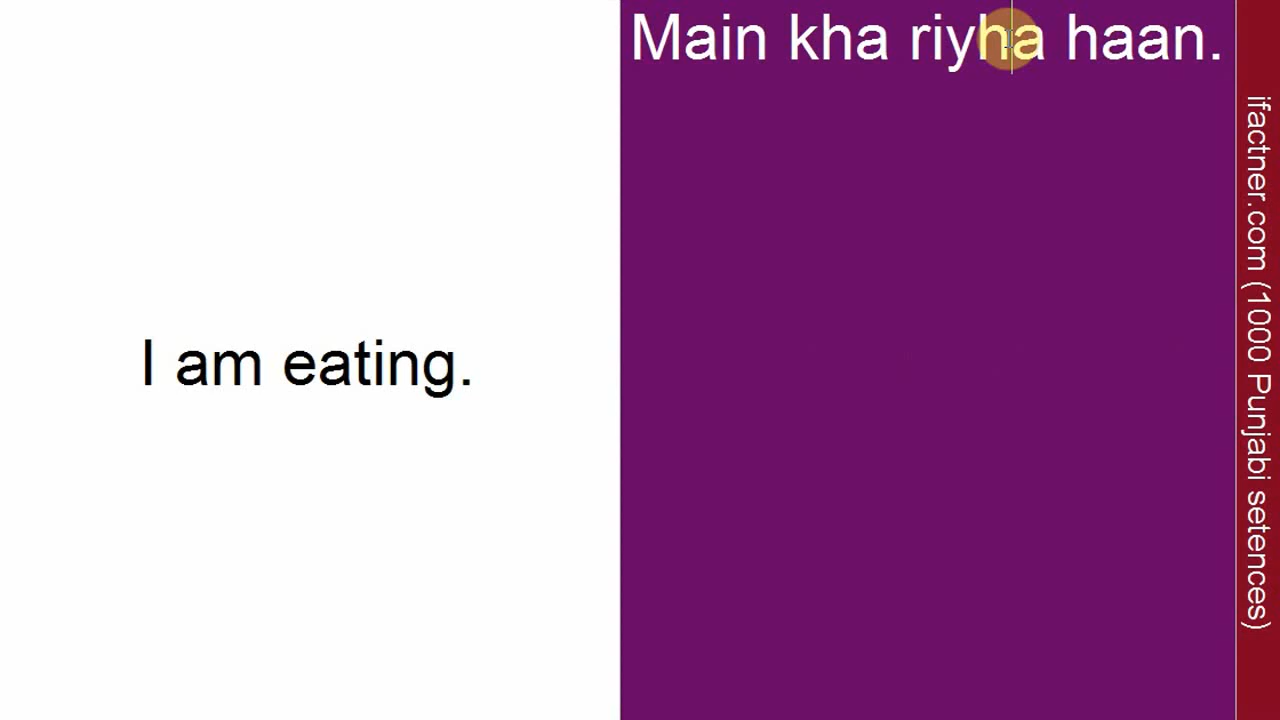 Main kha riyha haan.
I am eating.
ifactner.com (1000 Punjabi setences)